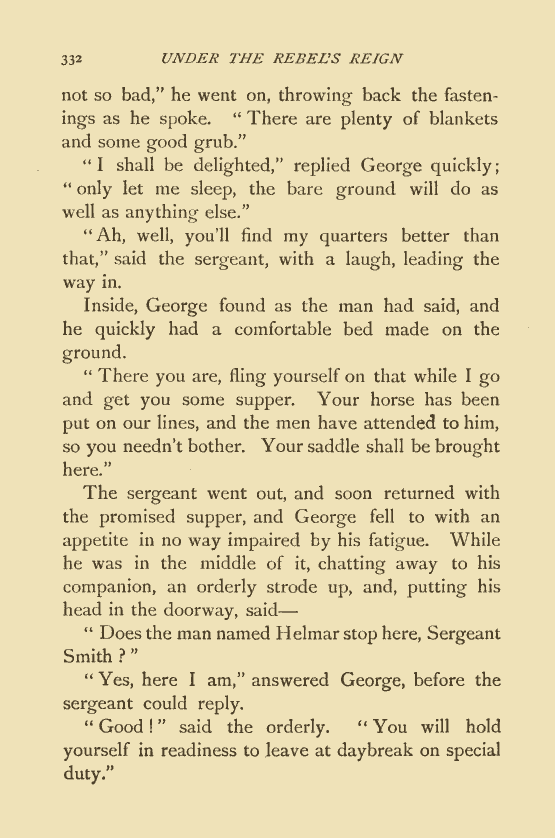 332 UNDER THE REBEL'S REIGN
not so bad," he went on, throwing back the fasten-
ings as he spoke. "There are plenty of blankets
and some good grub."
"I shall be delighted," replied George quickly;
"only let me sleep, the bare ground will do as
well as anything else."
"Ah, well, you'll find my quarters better than
that," said the sergeant, with a laugh, leading the
way in.
Inside, George found as the man had said, and
he quickly had a comfortable bed made on the
ground.
"There you are, fling yourself on that while I go
and get you some supper. Your horse has been
put on our lines, and the men have attended to him,
so you needn't bother. Your saddle shall be brought
here."
The sergeant went out, and soon returned with
the promised supper, and George fell to with an
appetite in no way impaired by his fatigue. While
he was in the middle of it, chatting away to his
companion, an orderly strode up, and, putting his
head in the doorway, said—
"Does the man named Helmar stop here, Sergeant
Smith?"
"Yes, here I am," answered George, before the
sergeant could reply.
"Good!" said the orderly. "You will hold
yourself in readiness to leave at daybreak on special
duty."